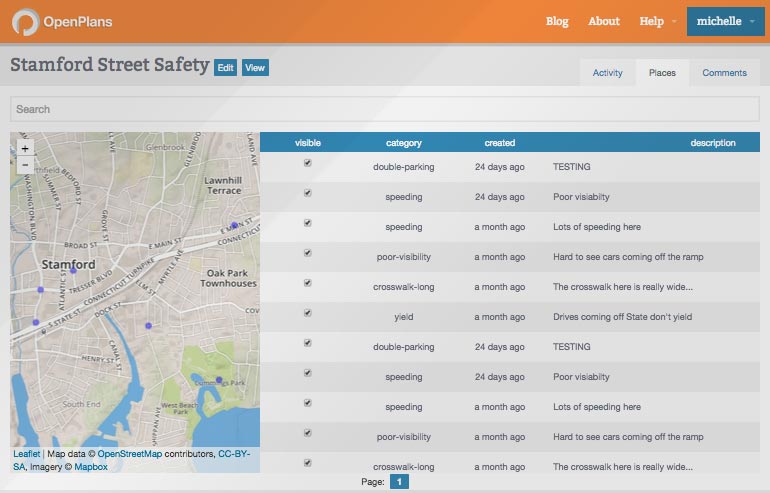 OpenPlans
Blog About Help michelle
Stamford Street Safety Edit View
Activity Places Comments
Search
visible category created description
double-parking 24 days ago TESTING
speeding 24 days ago Poor visiabilty
speeding a month ago Lots of speeding here
poor-visibility a month ago Hard to see cars coming off the ramp
crosswalk-long a month ago The crosswalk here is really wide...
yield a month ago Drives coming off State don't yield
double-parking 24 days ago TESTING
speeding 24 days ago Poor visiabilty
speeding a month ago Lots of speeding here
poor-visibility a month ago Hard to see cars coming off the ramp
crosswalk-long a month ago The crosswalk here is really wide...
+
−
Glenbrook
GLENBROOK
Lawnhill
Terrace
WASHINGTON BLVD
SUMMER ST
BEDFORD ST
GROVE ST
BROAD ST
E MAIN ST
E MAIN ST
CONNECTICUT
Stamford
TRESSER BLVD
ATLANTIC ST
CONNECTICUT TURNPIKE
MYRTLE AVE
ELM ST
Oak Park
Townhouses
S STATE ST
DOCK ST
COVE
HENRY ST
CANAL ST
Cummings Park
South End
West Beach
Park
SHIPPAN AVE
Leaflet | Map data © OpenStreetMap contributors, CC-BY-
SA, Imagery © Mapbox
Page: 1